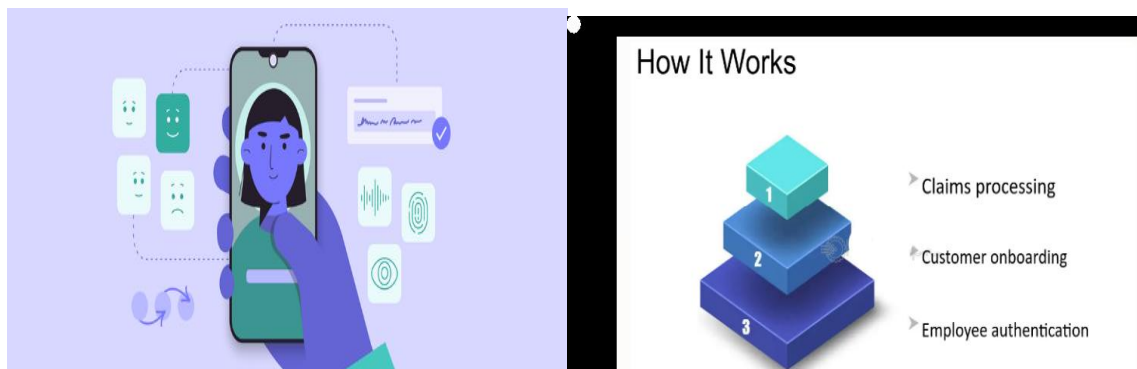 How It Works
1
Claims processing
2
Customer onboarding
3
Employee authentication